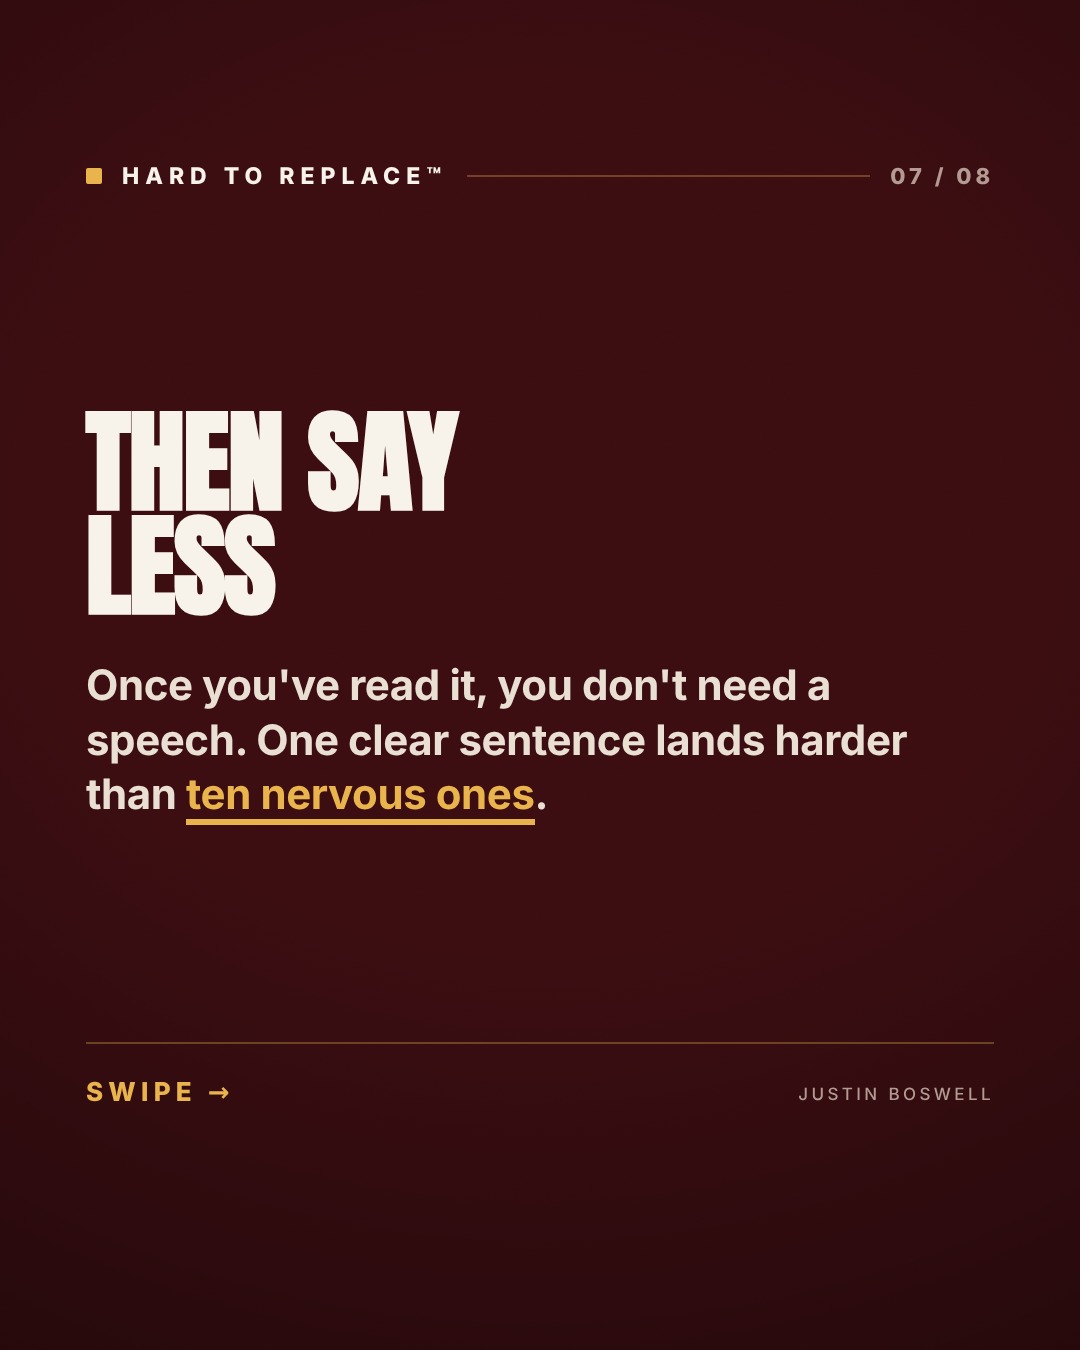 HARD TO REPLACE™
07 / 08
THEN SAY
LESS
Once you've read it, you don't need a
speech. One clear sentence lands harder
than ten nervous ones.
SWIPE →
JUSTIN BOSWELL